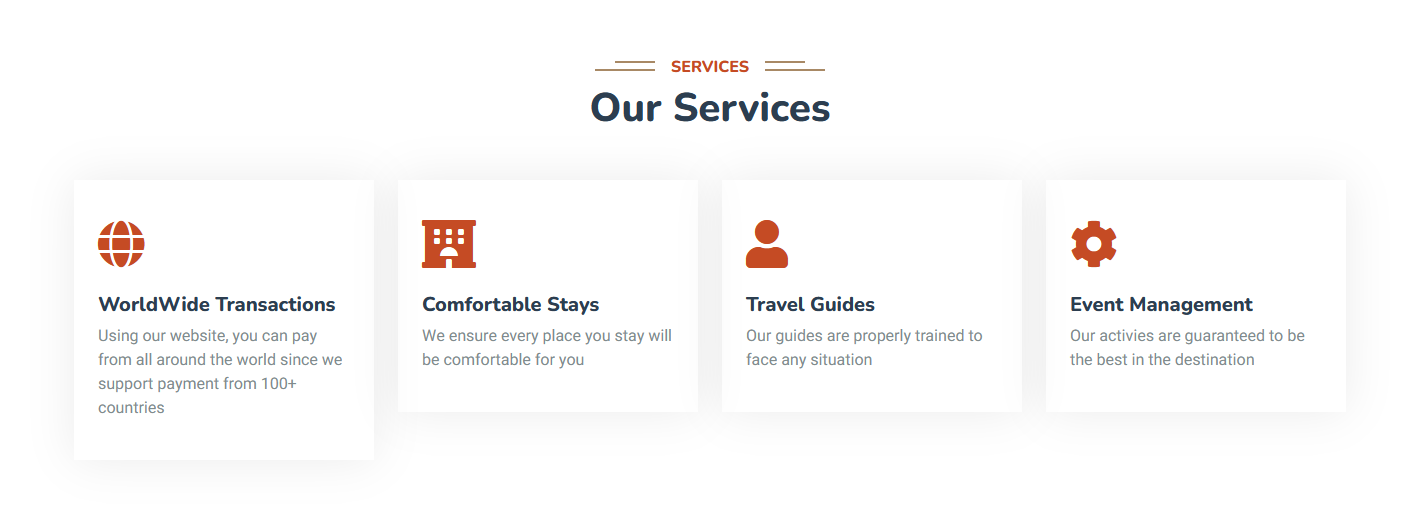 SERVICES
Our Services
WorldWide Transactions
Using our website, you can pay
from all around the world since we
support payment from 100+
countries
Comfortable Stays
We ensure every place you stay will
be comfortable for you
Travel Guides
Our guides are properly trained to
face any situation
Event Management
Our activies are guaranteed to be
the best in the destination